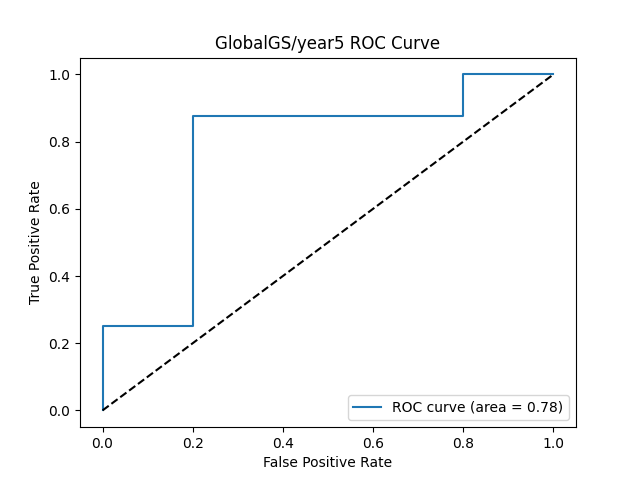 GlobalGS/year5 ROC Curve
True Positive Rate
1.0
0.8
0.6
0.4
0.2
0.0
ROC curve (area = 0.78)
0.0 0.2 0.4 0.6 0.8 1.0
False Positive Rate